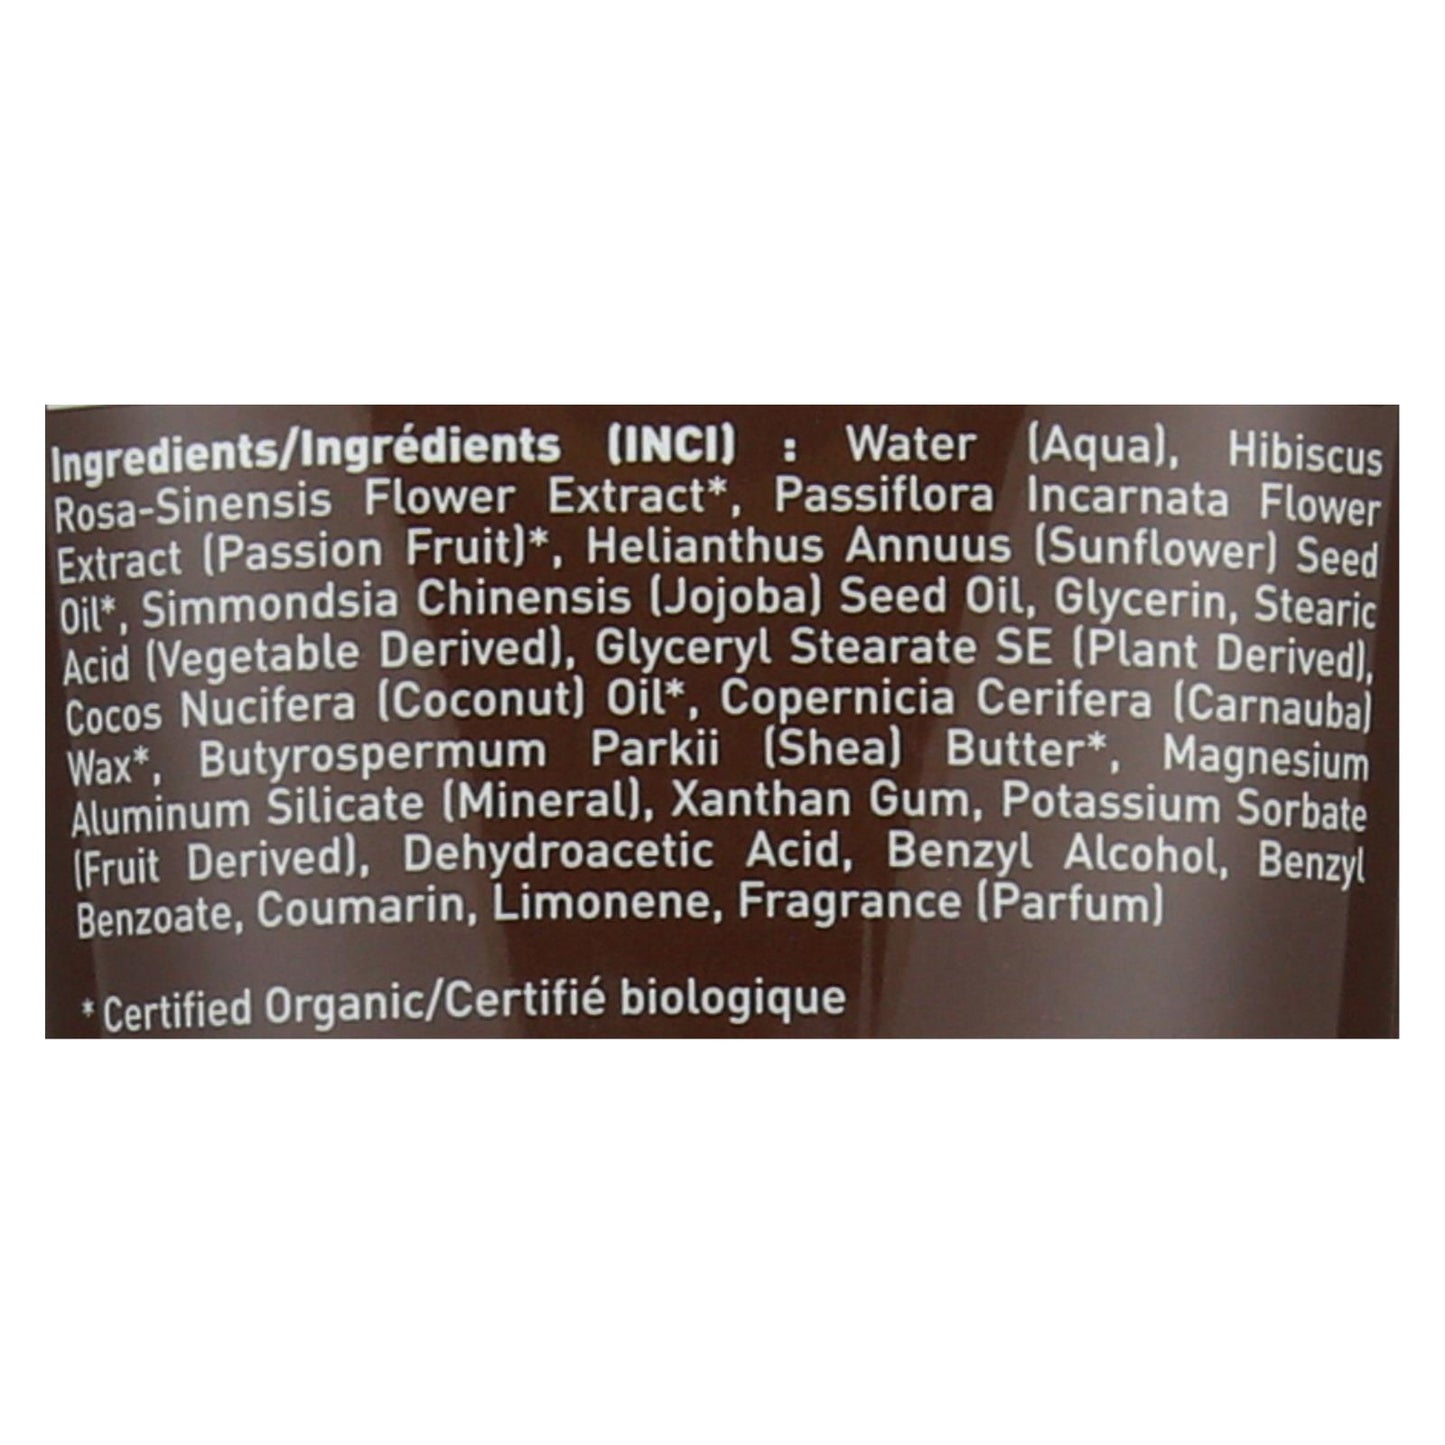 Ingredients/Ingrédients (INCI) : Water (Aqua), Hibiscus
Rosa-Sinensis Flower Extract*, Passiflora Incarnata Flower
Extract (Passion Fruit)*, Helianthus Annuus (Sunflower) Seed
Oil*, Simmondsia Chinensis (Jojoba) Seed Oil, Glycerin, Stearic
Acid (Vegetable Derived), Glyceryl Stearate SE (Plant Derived),
Cocos Nucifera (Coconut) Oil*, Copernicia Cerifera (Carnauba)
Wax*, Butyrospermum Parkii (Shea) Butter*, Magnesium
Aluminum Silicate (Mineral), Xanthan Gum, Potassium Sorbate
(Fruit Derived), Dehydroacetic Acid, Benzyl Alcohol, Benzyl
Benzoate, Coumarin, Limonene, Fragrance (Parfum)
* Certified Organic/Certifié biologique